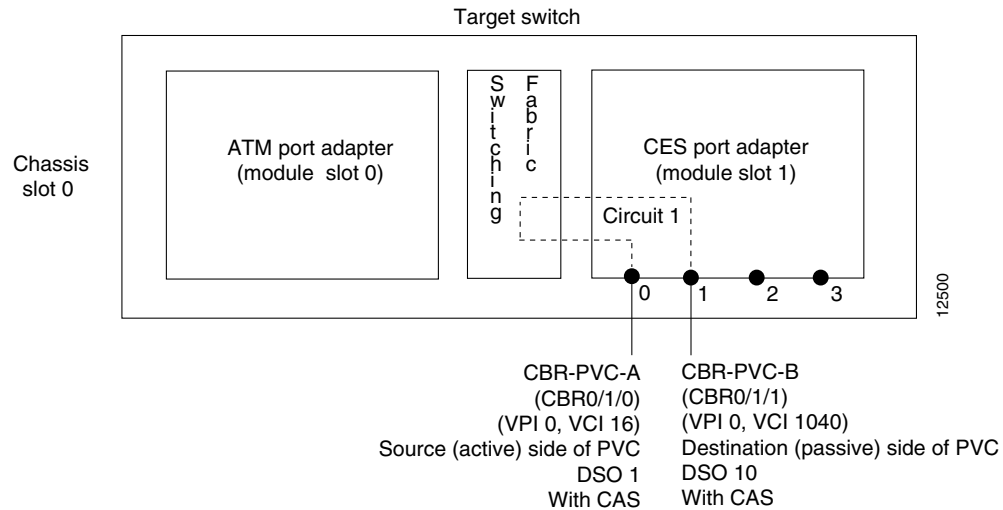 Target switch
Chassis
slot 0
ATM port adapter
(module slot 0)
Switching
Fabric
CES port adapter
(module slot 1)
Circuit 1
0
1
2
3
12500
CBR-PVC-A
(CBR0/1/0)
(VPI 0, VCI 16)
Source (active) side of PVC
DSO 1
With CAS
CBR-PVC-B
(CBR0/1/1)
(VPI 0, VCI 1040)
Destination (passive) side of PVC
DSO 10
With CAS